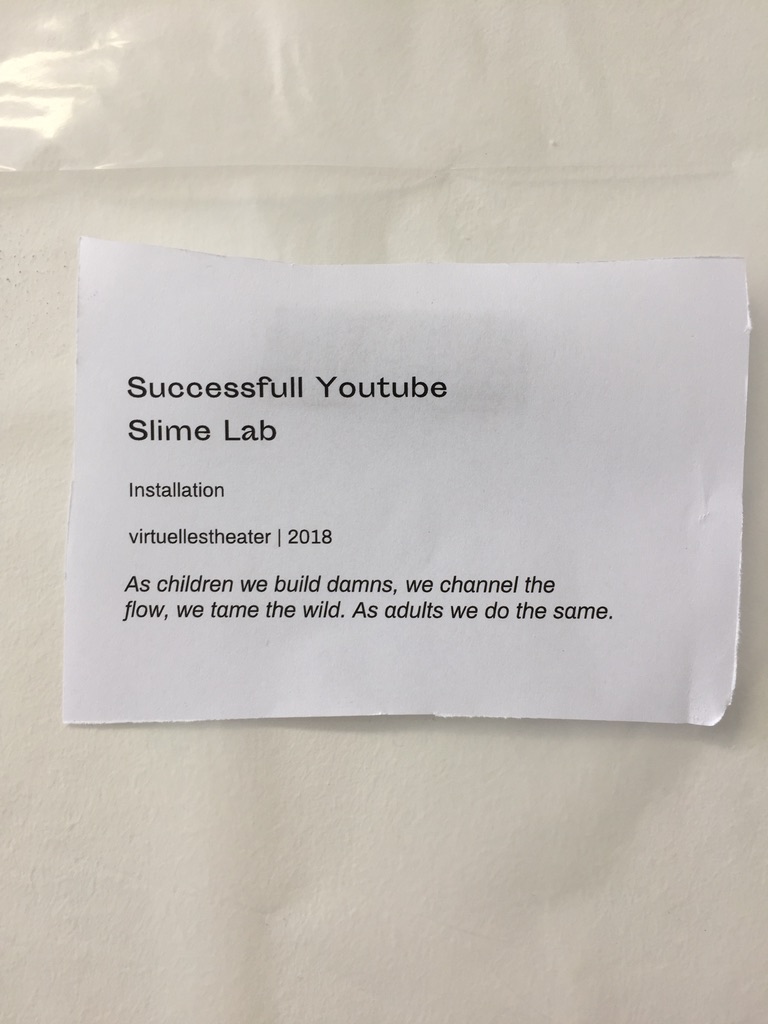 Successfull Youtube
Slime Lab
Installation
virtuellestheater | 2018
As children we build damns, we channel the
flow, we tame the wild. As adults we do the same.